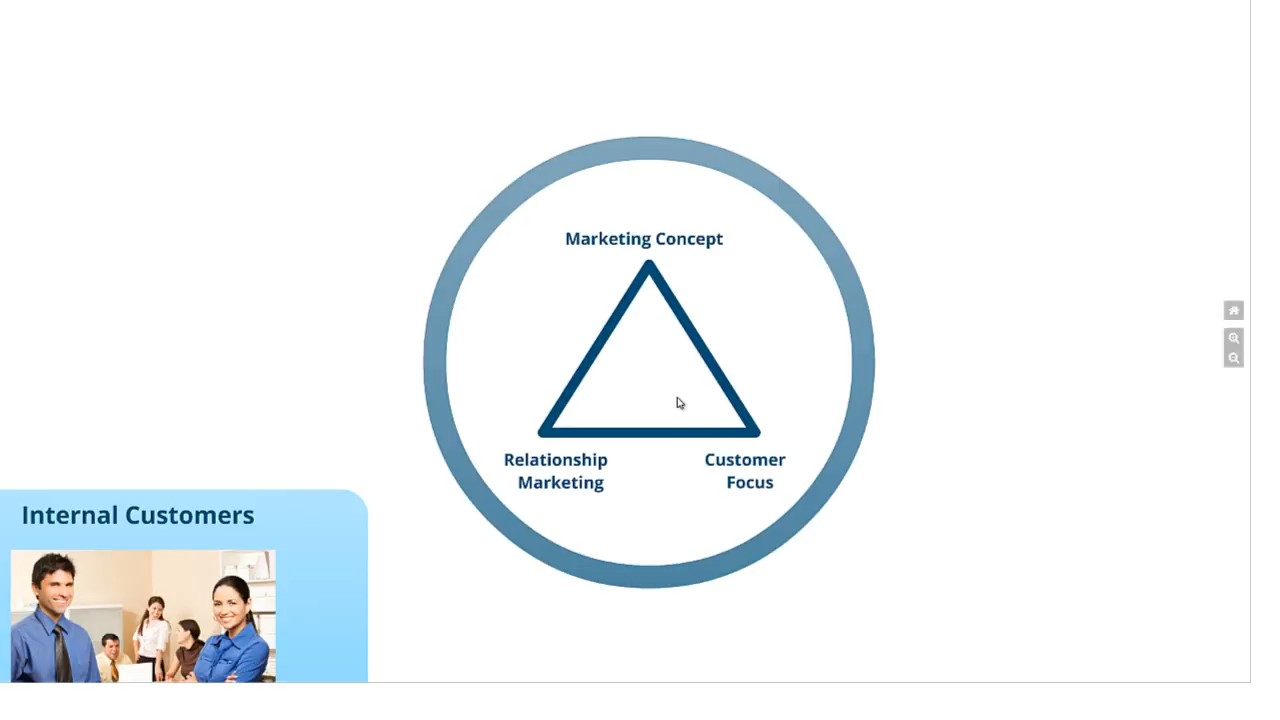 Marketing Concept
Relationship
Marketing
Customer
Focus
Internal Customers